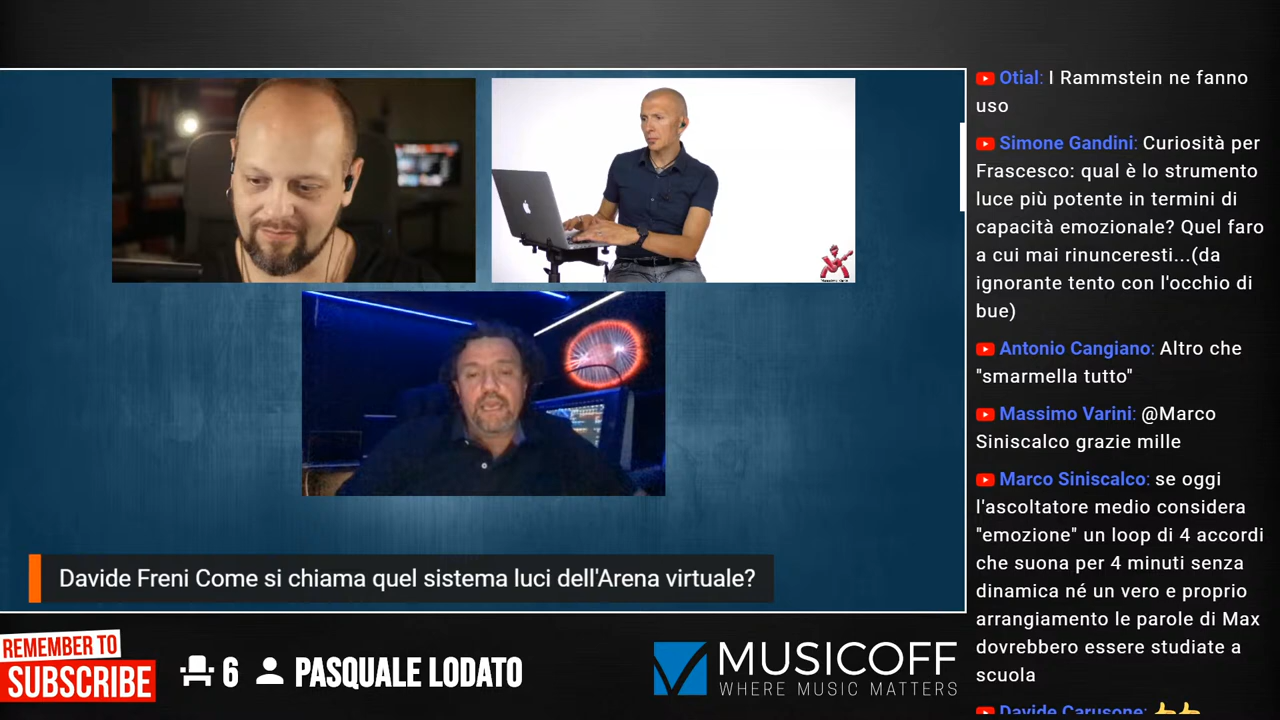 Otial: I Rammstein ne fanno
uso
Simone Gandini: Curiosità per
Frascesco: qual è lo strumento
luce più potente in termini di
capacità emozionale? Quel faro
a cui mai rinunceresti...(da
ignorante tento con l'occhio di
bue)
Antonio Cangiano: Altro che
"smarmella tutto"
Massimo Varini: @Marco
Siniscalco grazie mille
Marco Siniscalco: se oggi
l'ascoltatore medio considera
"emozione" un loop di 4 accordi
che suona per 4 minuti senza
dinamica né un vero e proprio
arrangiamento le parole di Max
dovrebbero essere studiate a
scuola
Davide Carusone: 👍👍
Davide Freni Come si chiama quel sistema luci dell'Arena virtuale?
REMEMBER TO
SUBSCRIBE
6 PASQUALE LODATO
MUSICOFF
WHERE MUSIC MATTERS